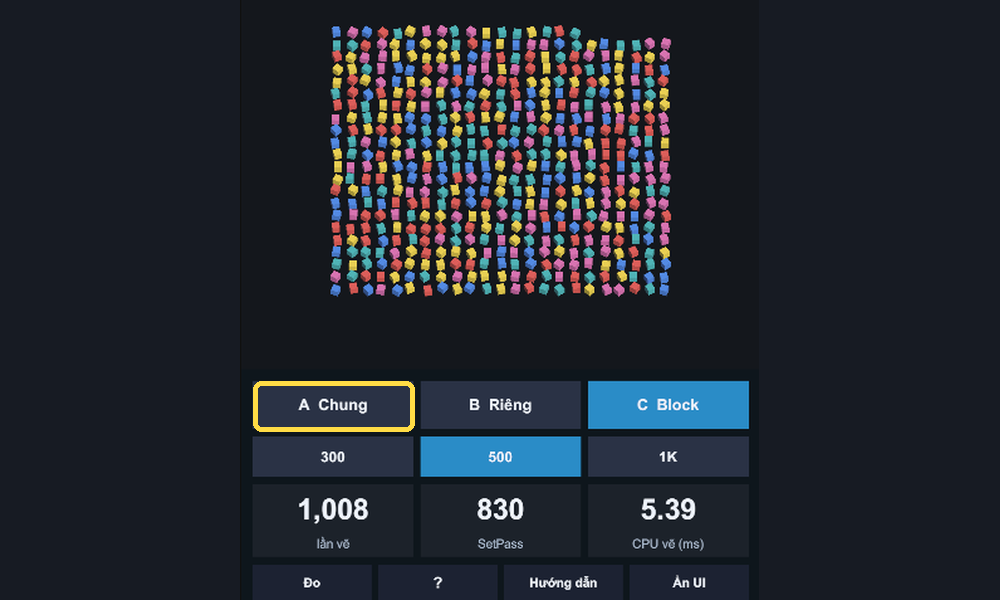 A Chung
B Riêng
C Block
300
500
1K
1,008
830
5.39
lần vẽ
SetPass
CPU vẽ (ms)
Đo
?
Hướng dẫn
Ẩn UI